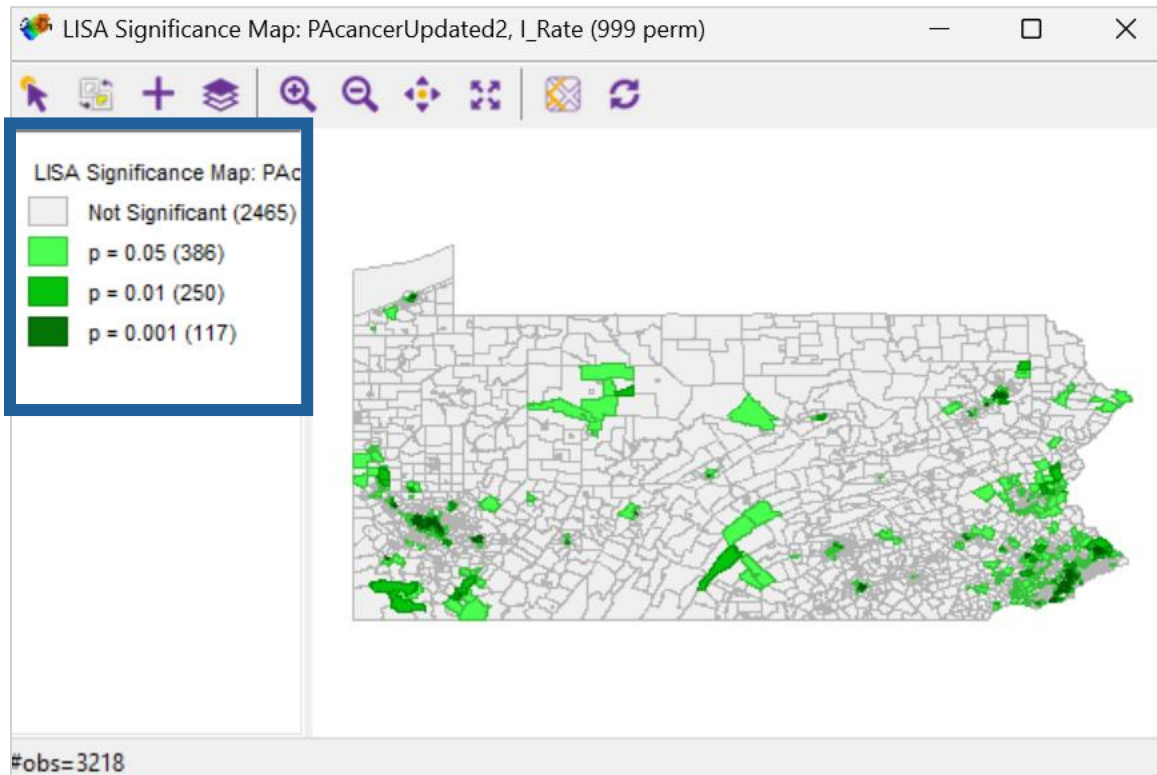 LISA Significance Map: PAcancerUpdated2, I_Rate (999 perm)
LISA Significance Map: PAc
Not Significant (2465)
p = 0.05 (386)
p = 0.01 (250)
p = 0.001 (117)
#obs=3218